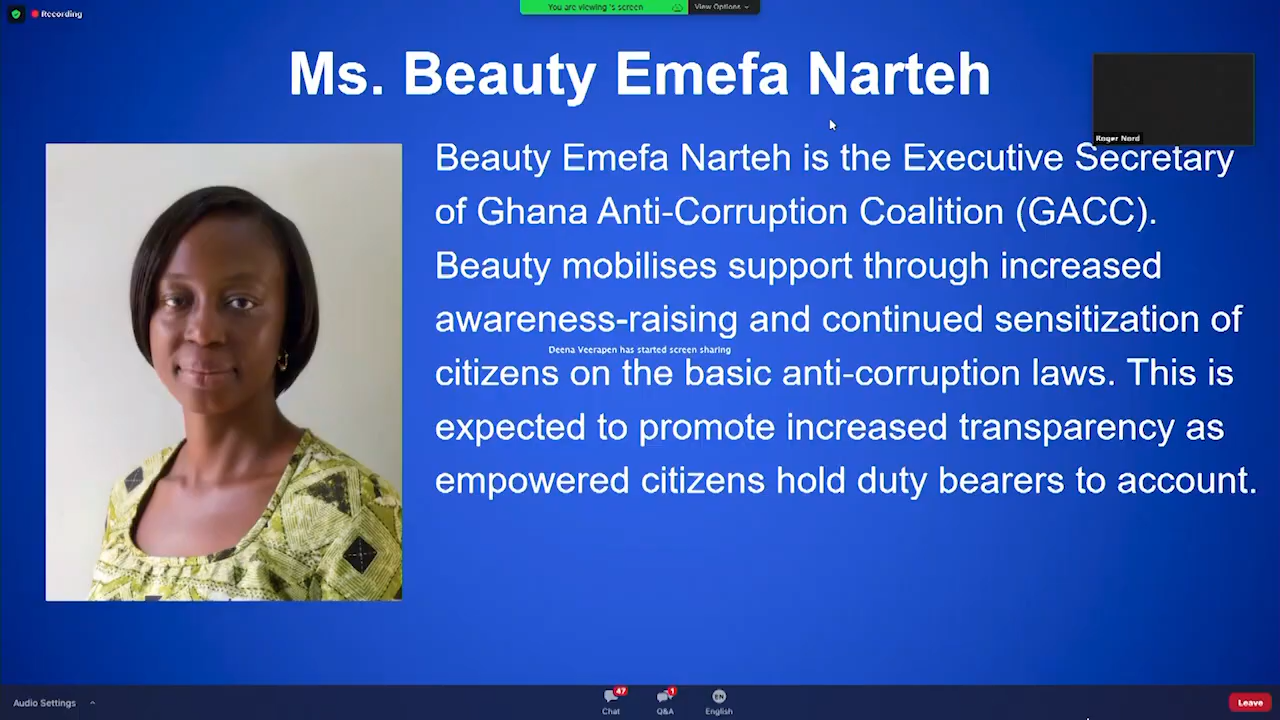 Recording
You are viewing 's screen
View Options
Ms. Beauty Emefa Narteh
Roger Nord
Beauty Emefa Narteh is the Executive Secretary
of Ghana Anti-Corruption Coalition (GACC).
Beauty mobilises support through increased
awareness-raising and continued sensitization of
Deena Veerapen has started screen sharing
citizens on the basic anti-corruption laws. This is
expected to promote increased transparency as
empowered citizens hold duty bearers to account.
Audio Settings
47
Chat
1
Q&A
EN
English
Leave